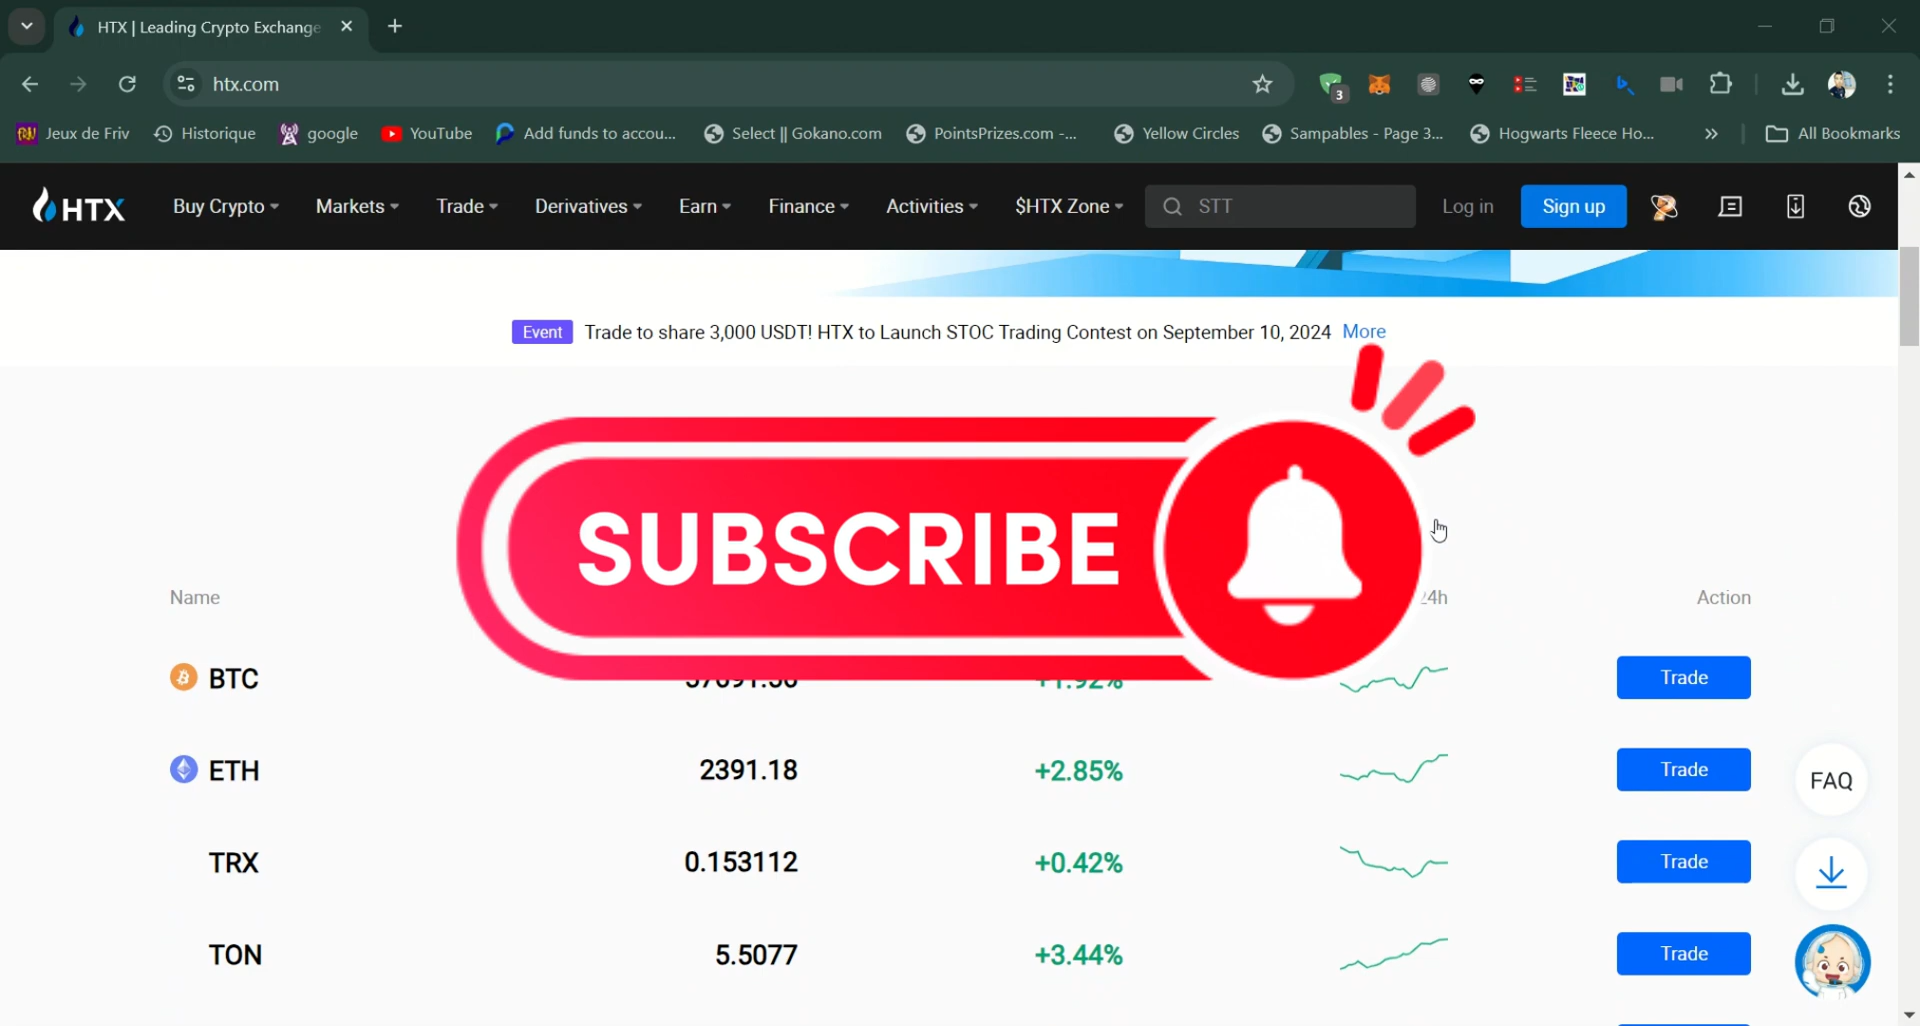 HTX | Leading Crypto Exchange
htx.com
3
Jeux de Friv Historique google YouTube Add funds to accou... Select || Gokano.com PointsPrizes.com -... Yellow Circles Sampables - Page 3... Hogwarts Fleece Ho... » All Bookmarks
HTX Buy Crypto Markets Trade Derivatives Earn Finance Activities $HTX Zone STT Log in Sign up
Event Trade to share 3,000 USDT! HTX to Launch STOC Trading Contest on September 10, 2024 More
SUBSCRIBE
Name 24h Action
BTC +1.92% Trade
ETH 2391.18 +2.85% Trade
FAQ
TRX 0.153112 +0.42% Trade
TON 5.5077 +3.44% Trade